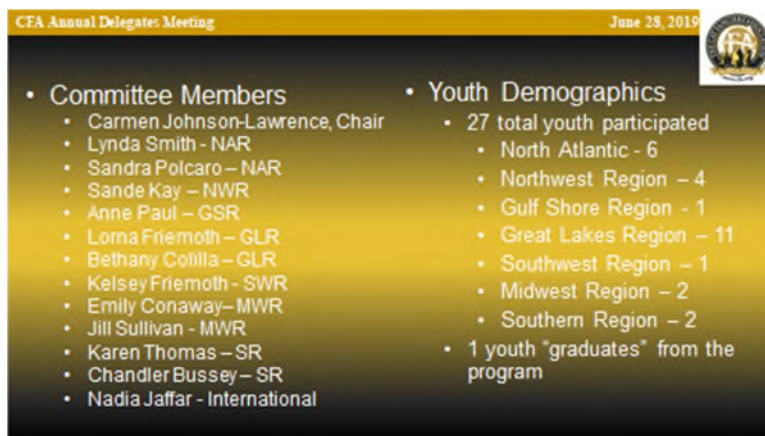 CFA Annual Delegates Meeting
June 28, 2019
• Committee Members
• Carmen Johnson-Lawrence, Chair
• Lynda Smith - NAR
• Sandra Polcaro – NAR
• Sande Kay – NWR
• Anne Paul – GSR
• Lorna Friemoth – GLR
• Bethany Colilla – GLR
• Kelsey Friemoth - SWR
• Emily Conaway– MWR
• Jill Sullivan - MWR
• Karen Thomas – SR
• Chandler Bussey – SR
• Nadia Jaffar - International
• Youth Demographics
• 27 total youth participated
• North Atlantic - 6
• Northwest Region – 4
• Gulf Shore Region - 1
• Great Lakes Region – 11
• Southwest Region – 1
• Midwest Region – 2
• Southern Region – 2
• 1 youth “graduates” from the
program